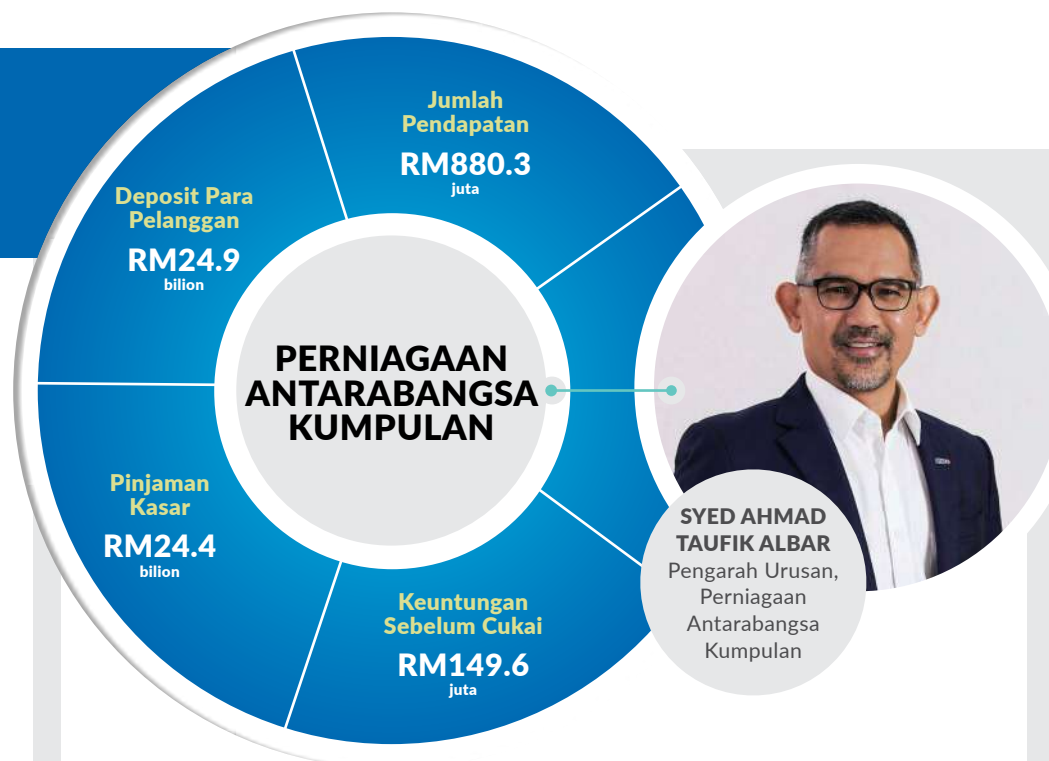 Jumlah
Pendapatan
RM880.3
juta
Deposit Para
Pelanggan
RM24.9
bilion
PERNIAGAAN
ANTARABANGSA
KUMPULAN
Pinjaman
Kasar
RM24.4
bilion
Keuntungan
Sebelum Cukai
RM149.6
juta
SYED AHMAD
TAUFIK ALBAR
Pengarah Urusan,
Perniagaan
Antarabangsa
Kumpulan